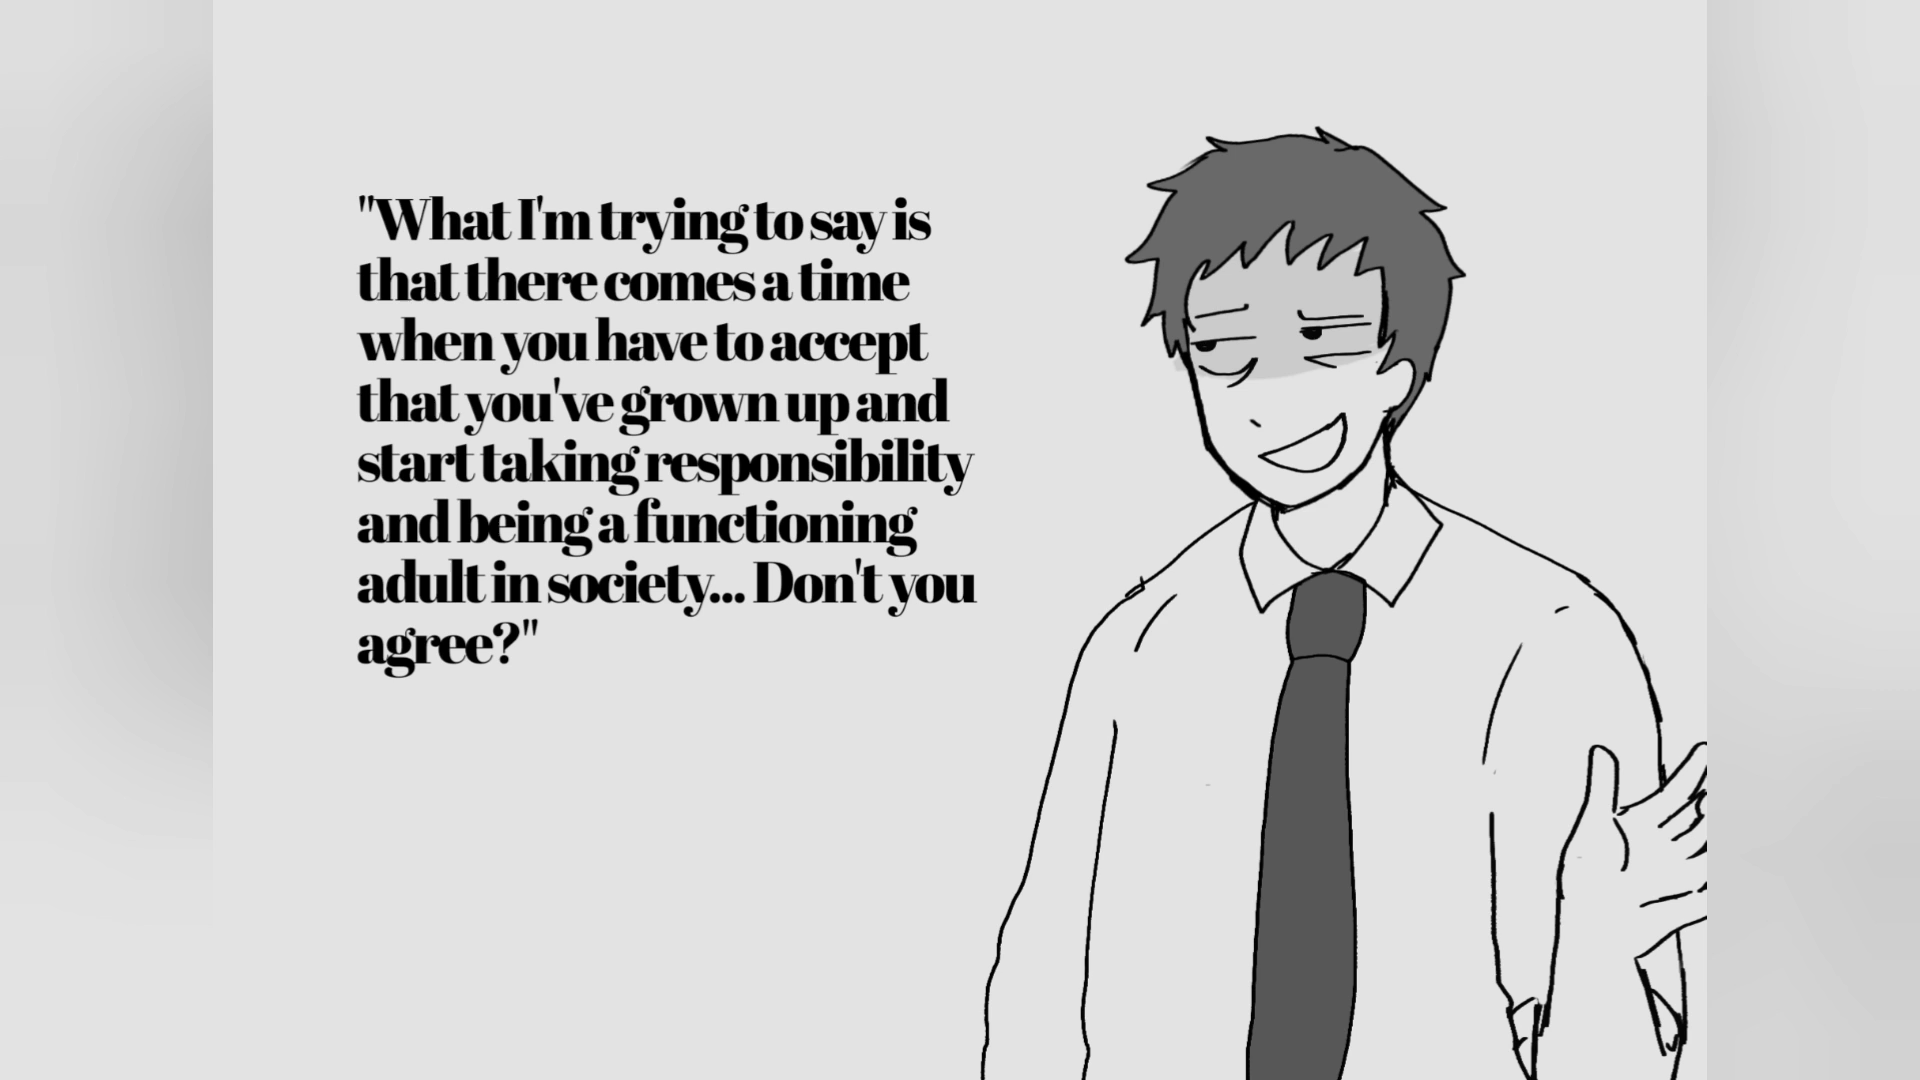 "What I'm trying to say is
that there comes a time
when you have to accept
that you've grown up and
start taking responsibility
and being a functioning
adult in society... Don't you
agree?"